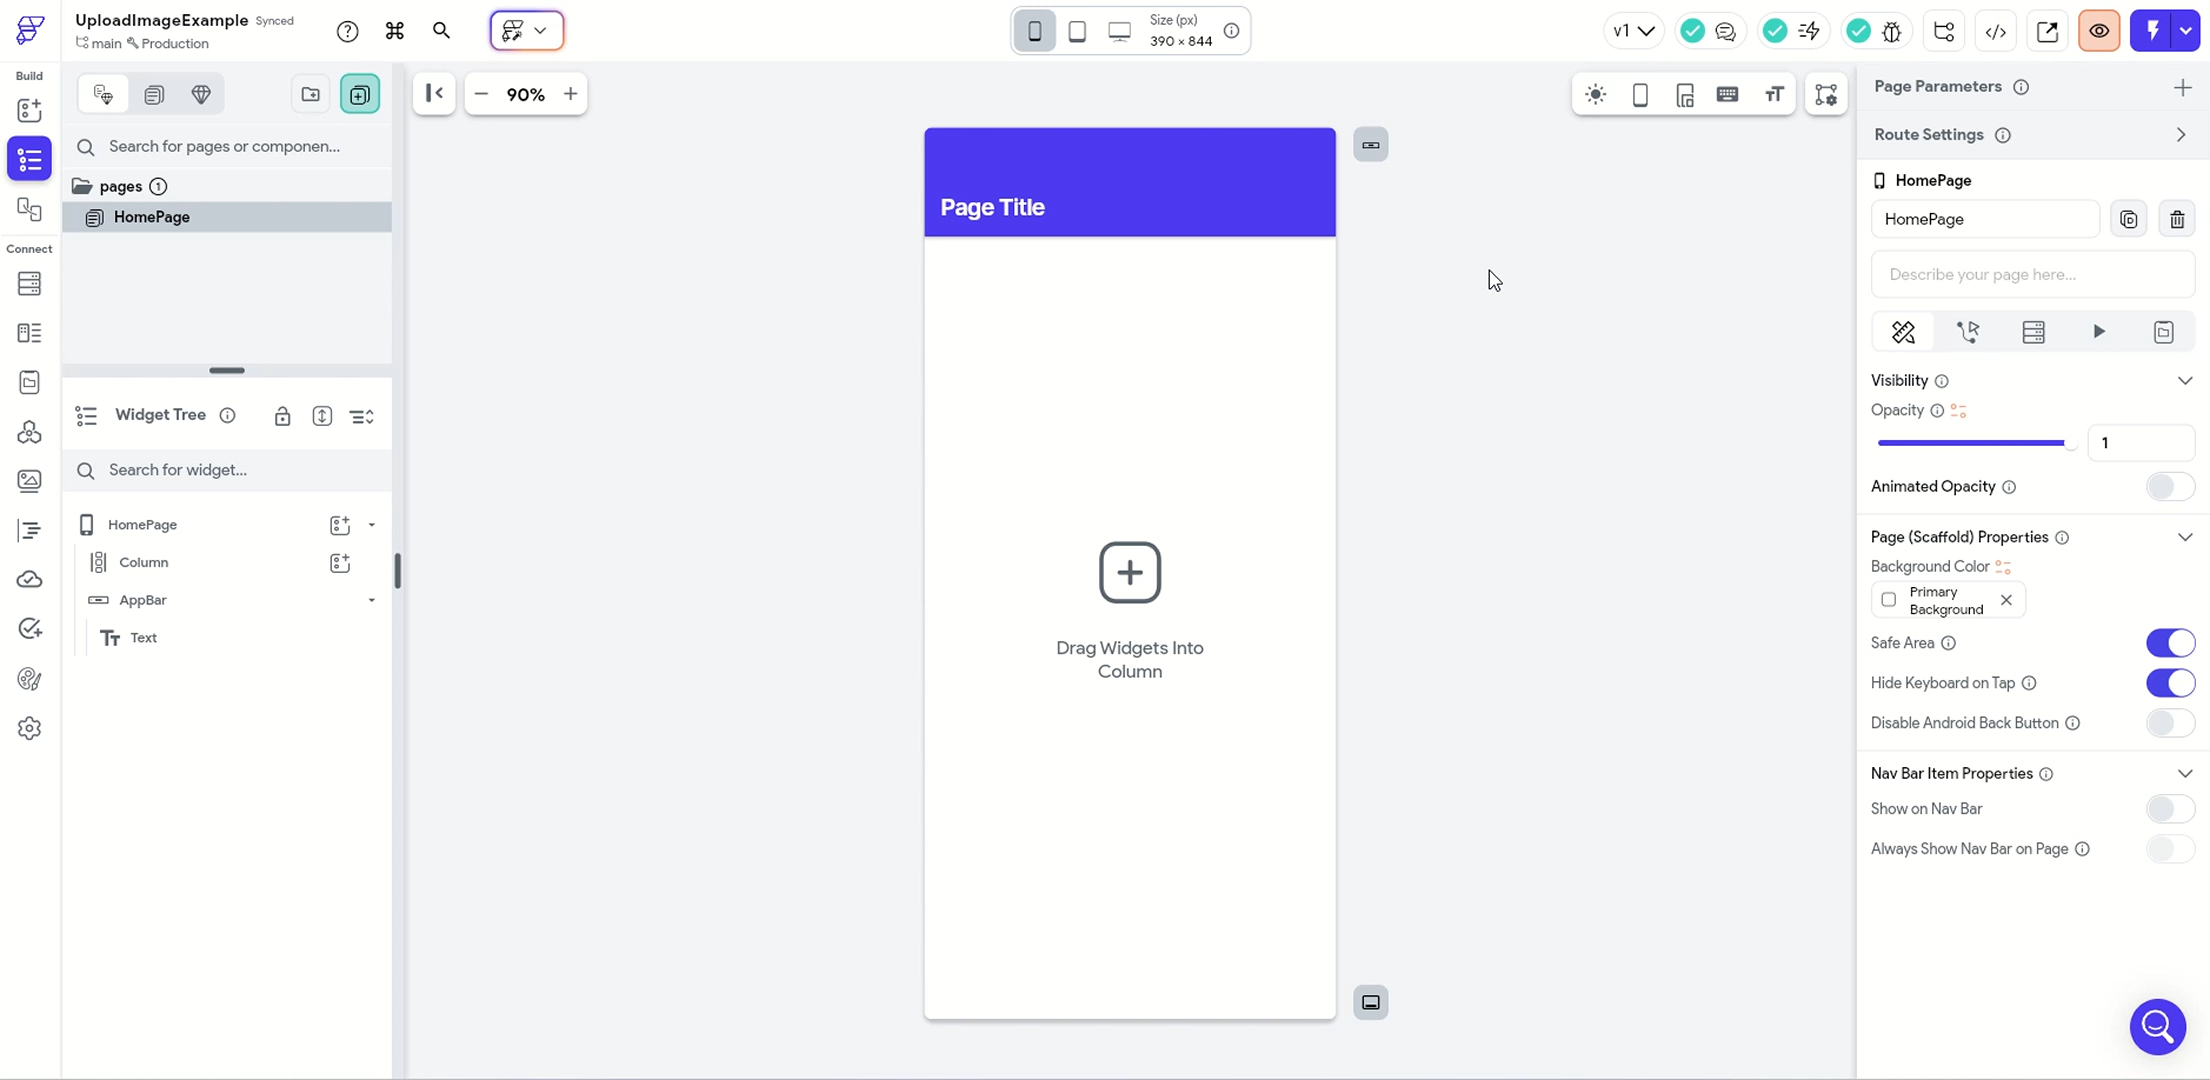 UploadImageExample Synced
main Production
Size (px)
390 × 844
v1
Build
90%
Page Parameters
Search for pages or componen...
Route Settings
pages 1
HomePage
HomePage
HomePage
Page Title
Connect
Describe your page here...
Visibility
Opacity
Widget Tree
1
Search for widget...
Animated Opacity
HomePage
Page (Scaffold) Properties
Column
Background Color
AppBar
Primary
Background
Text
Drag Widgets Into
Column
Safe Area
Hide Keyboard on Tap
Disable Android Back Button
Nav Bar Item Properties
Show on Nav Bar
Always Show Nav Bar on Page